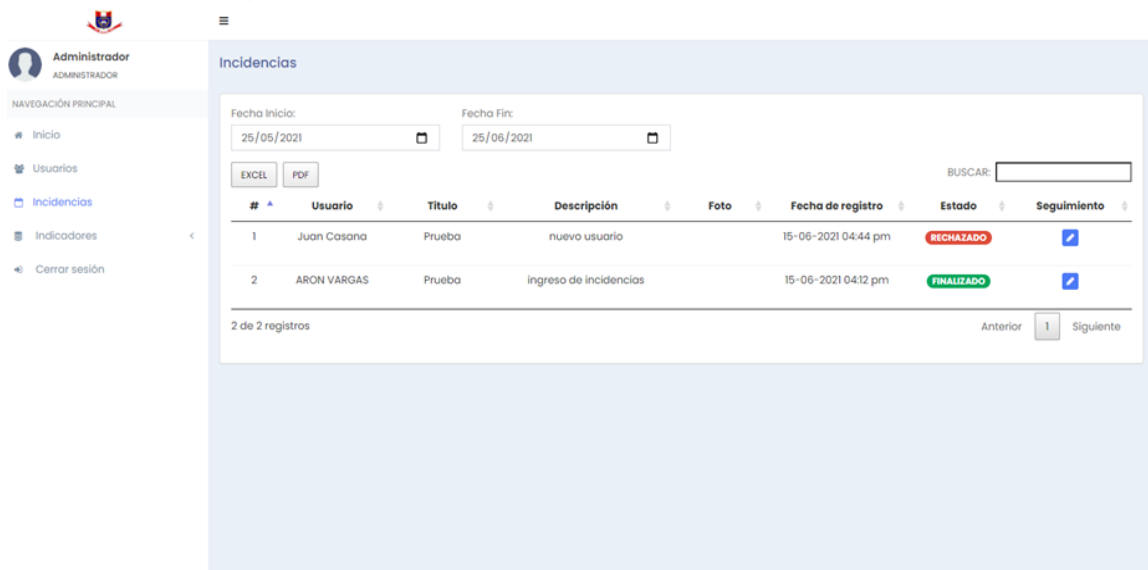 Administrador
ADMINISTRADOR
NAVEGACIÓN PRINCIPAL
Inicio
Usuarios
Incidencias
Indicadores
Cerrar sesión
Incidencias
Fecha Inicio: Fecha Fin:
25/05/2021 25/06/2021
EXCEL PDF BUSCAR:
# Usuario Titulo Descripción Foto Fecha de registro Estado Seguimiento
1 Juan Casana Prueba nuevo usuario 15-06-2021 04:44 pm RECHAZADO
2 ARON VARGAS Prueba ingreso de incidencias 15-06-2021 04:12 pm FINALIZADO
2 de 2 registros Anterior 1 Siguiente